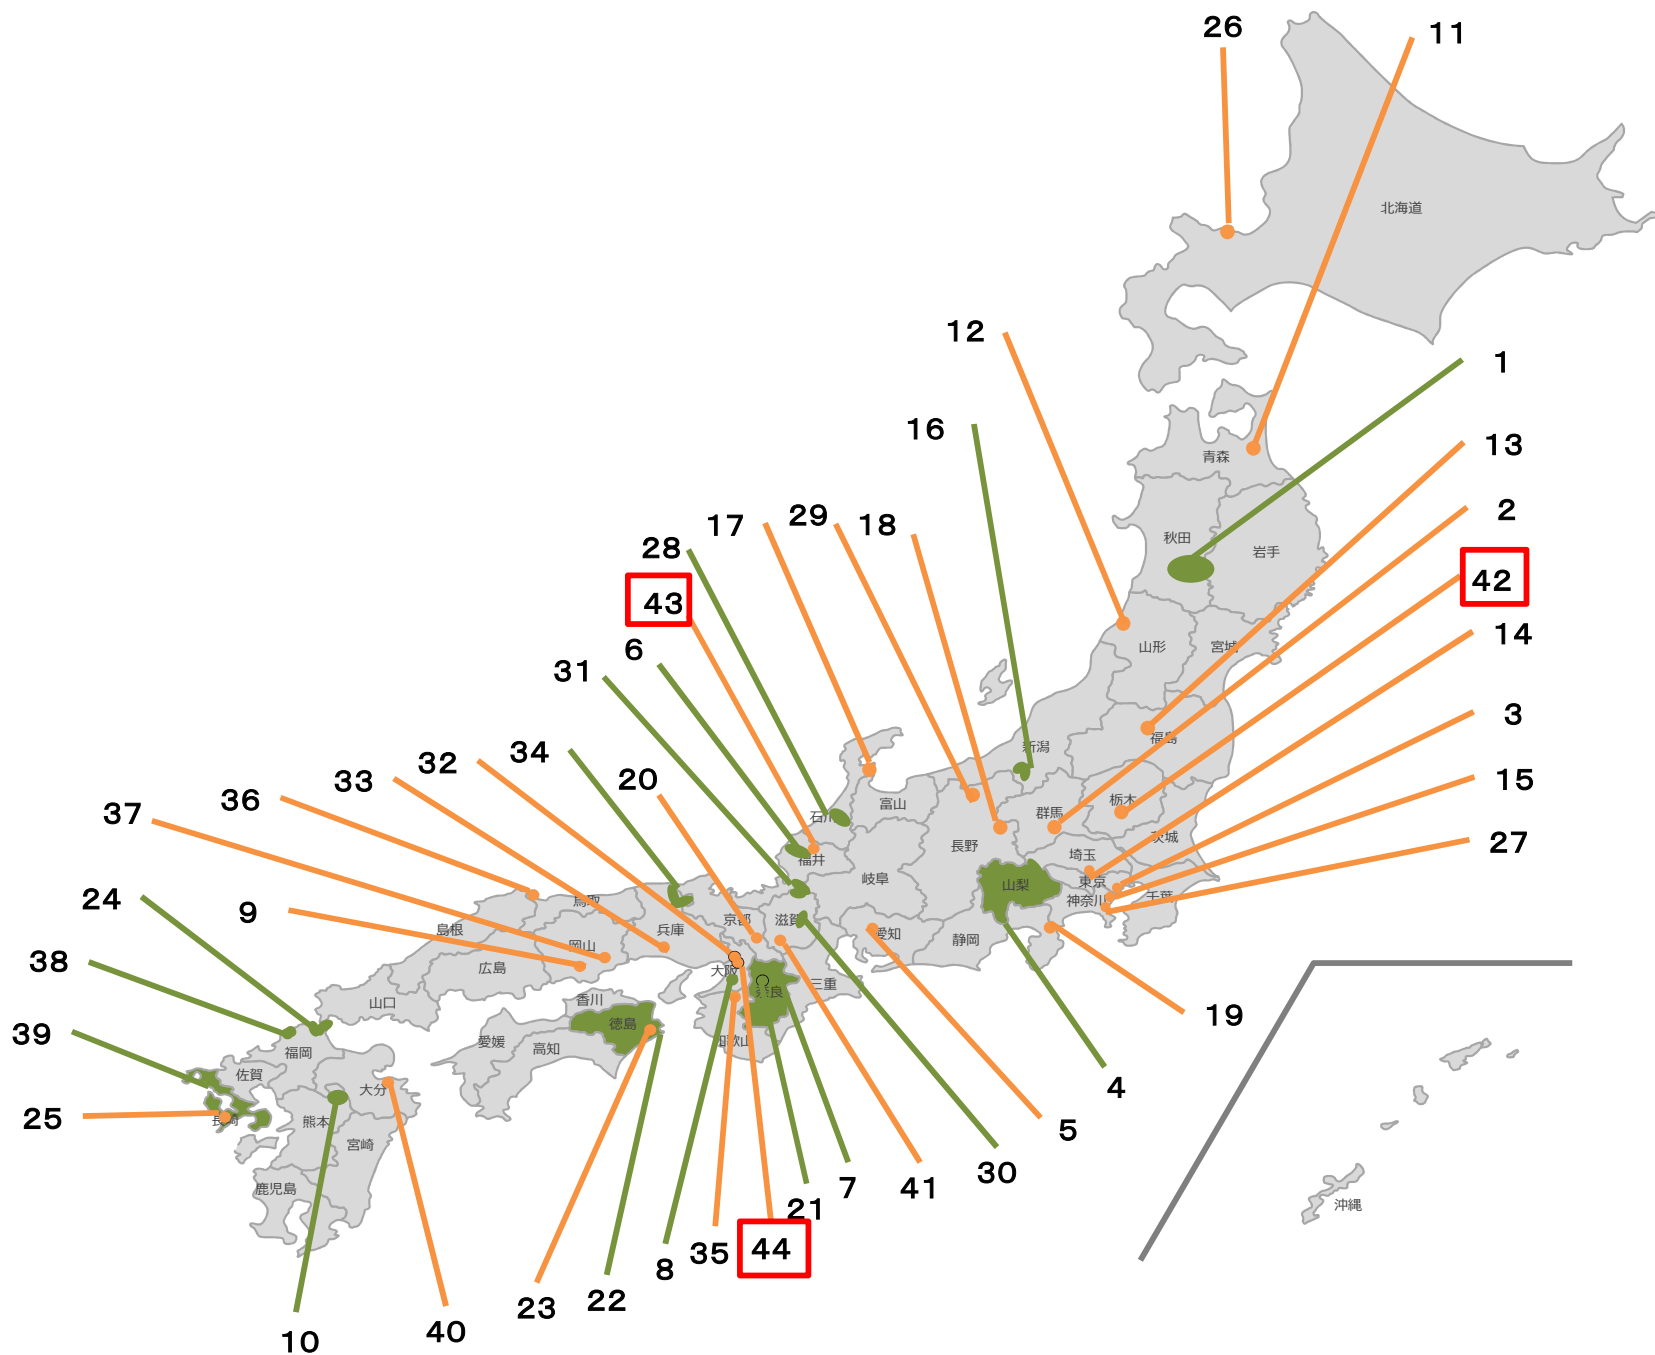 26
11
北海道
12
1
16
13
青森
2
17
29
18
秋田
28
岩手
42
43
14
6
山形
宮城
31
3
34
新潟
福島
32
20
15
33
36
富山
栃木
37
石川
群馬
茨城
27
長野
福井
埼玉
岐阜
東京
山梨
24
鳥取
千葉
神奈川
9
京都
滋賀
島根
兵庫
愛知
静岡
岡山
38
広島
大阪
三重
奈良
山口
香川
19
徳島
39
和歌山
愛媛
高知
福岡
佐賀
大分
4
25
長崎
熊本
5
宮崎
30
7
41
鹿児島
21
沖縄
35
44
8
22
23
40
10